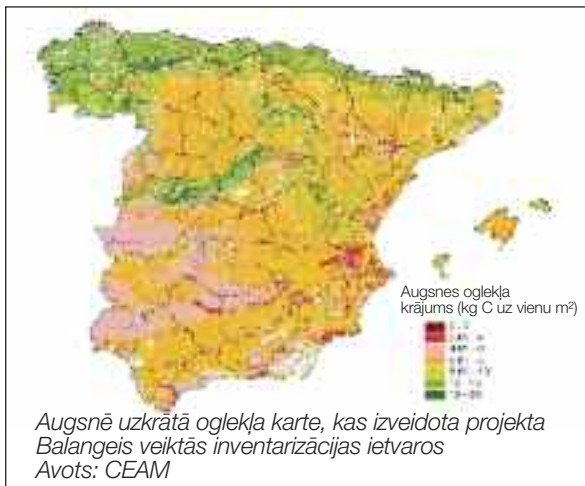 Augsnes oglekļa
krājums (kg C uz vienu m²)
Augsnē uzkrātā oglekļa karte, kas izveidota projekta
Balangeis veiktās inventarizācijas ietvaros
Avots: CEAM